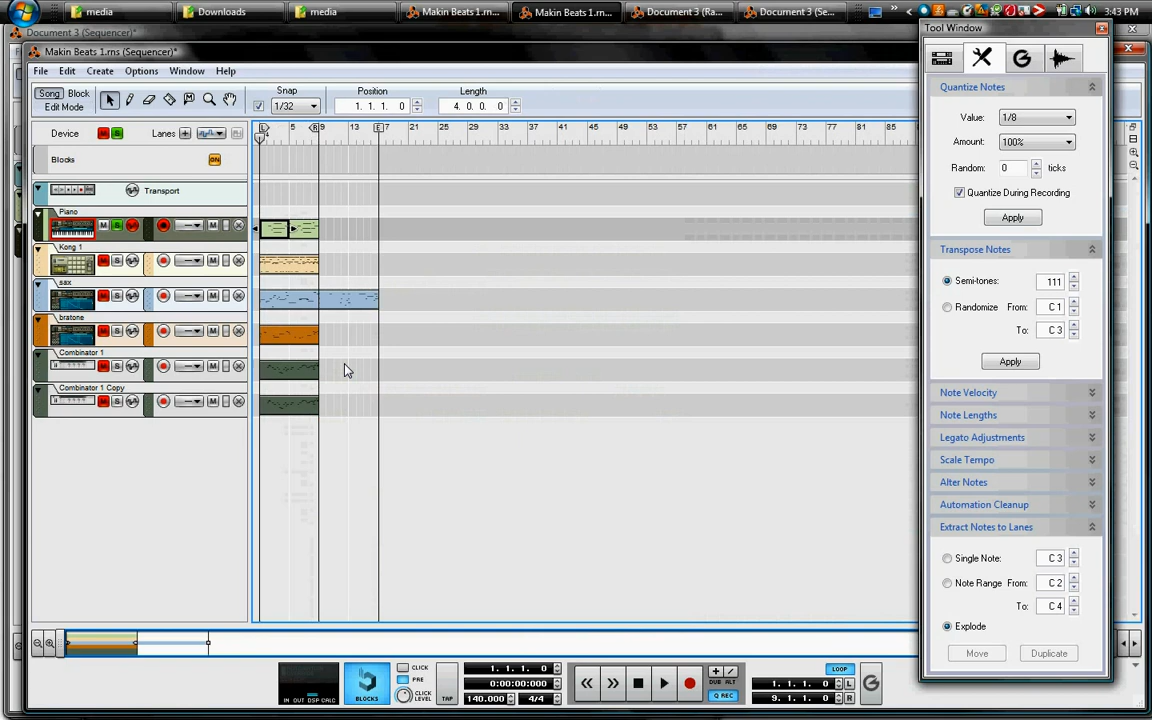 media
Downloads
media
Makin Beats 1.rn...
Makin Beats 1.rn...
Document 3 (Ra...
Document 3 (Se...
3:43 PM
Document 3 (Sequencer)*
Makin Beats 1.rns (Sequencer)*
File Edit Create Options Window Help
Song Block
Edit Mode
Snap
1/32
Position
1. 1. 1. 0
Length
4. 0. 0. 0
Device M S Lanes
L 5 R 13 E 17 21 25 29 33 37 41 45 49 53 57 61 65 69 73 77 81 85
Blocks ON
Transport
Piano
M S M
Kong 1
M S M
sax
M S M
bratone
M S M
Combinator 1
M S M
Combinator 1 Copy
M S M
Tool Window
Quantize Notes
Value: 1/8
Amount: 100%
Random: 0 ticks
Quantize During Recording
Apply
Transpose Notes
Semi-tones: 111
Randomize From: C 1
To: C 3
Apply
Note Velocity
Note Lengths
Legato Adjustments
Scale Tempo
Alter Notes
Automation Cleanup
Extract Notes to Lanes
Single Note: C 3
Note Range From: C 2
To: C 4
Explode
Move Duplicate
IN OUT DSP CALC
BLOCKS
CLICK
PRE
CLICK
LEVEL
TAP
1. 1. 1. 0
0:00:00:000
140.000 4/4
DUB ALT
Q REC
LOOP
1. 1. 1. 0 L
9. 1. 1. 0 R